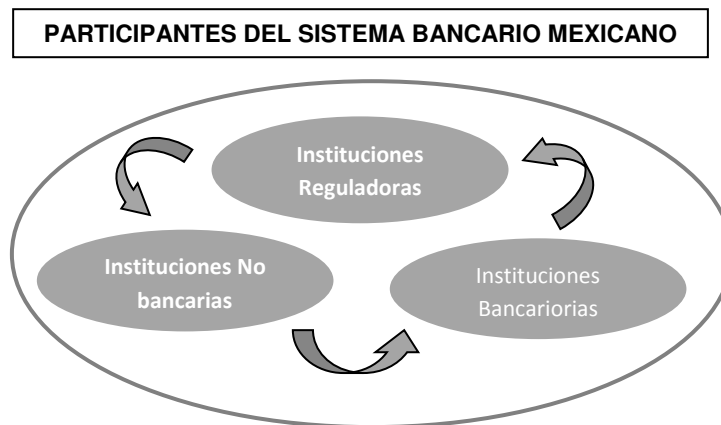 PARTICIPANTES DEL SISTEMA BANCARIO MEXICANO
Instituciones
Reguladoras
Instituciones No
bancarias
Instituciones
Bancariorias